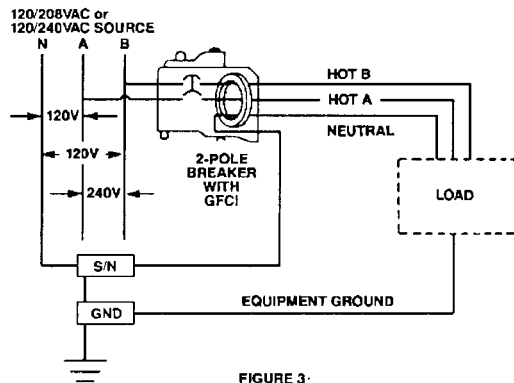 120/208VAC or
120/240VAC SOURCE
N A B
HOT B
HOT A
NEUTRAL
120V
120V
240V
2-POLE
BREAKER
WITH
GFCI
LOAD
S/N
GND
EQUIPMENT GROUND
FIGURE 3·